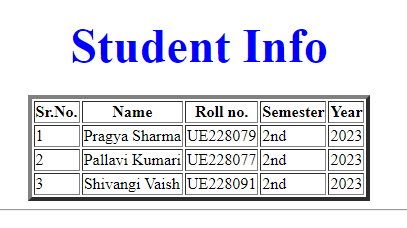 Student Info
Sr.No. Name Roll no. Semester Year
1 Pragya Sharma UE228079 2nd 2023
2 Pallavi Kumari UE228077 2nd 2023
3 Shivangi Vaish UE228091 2nd 2023